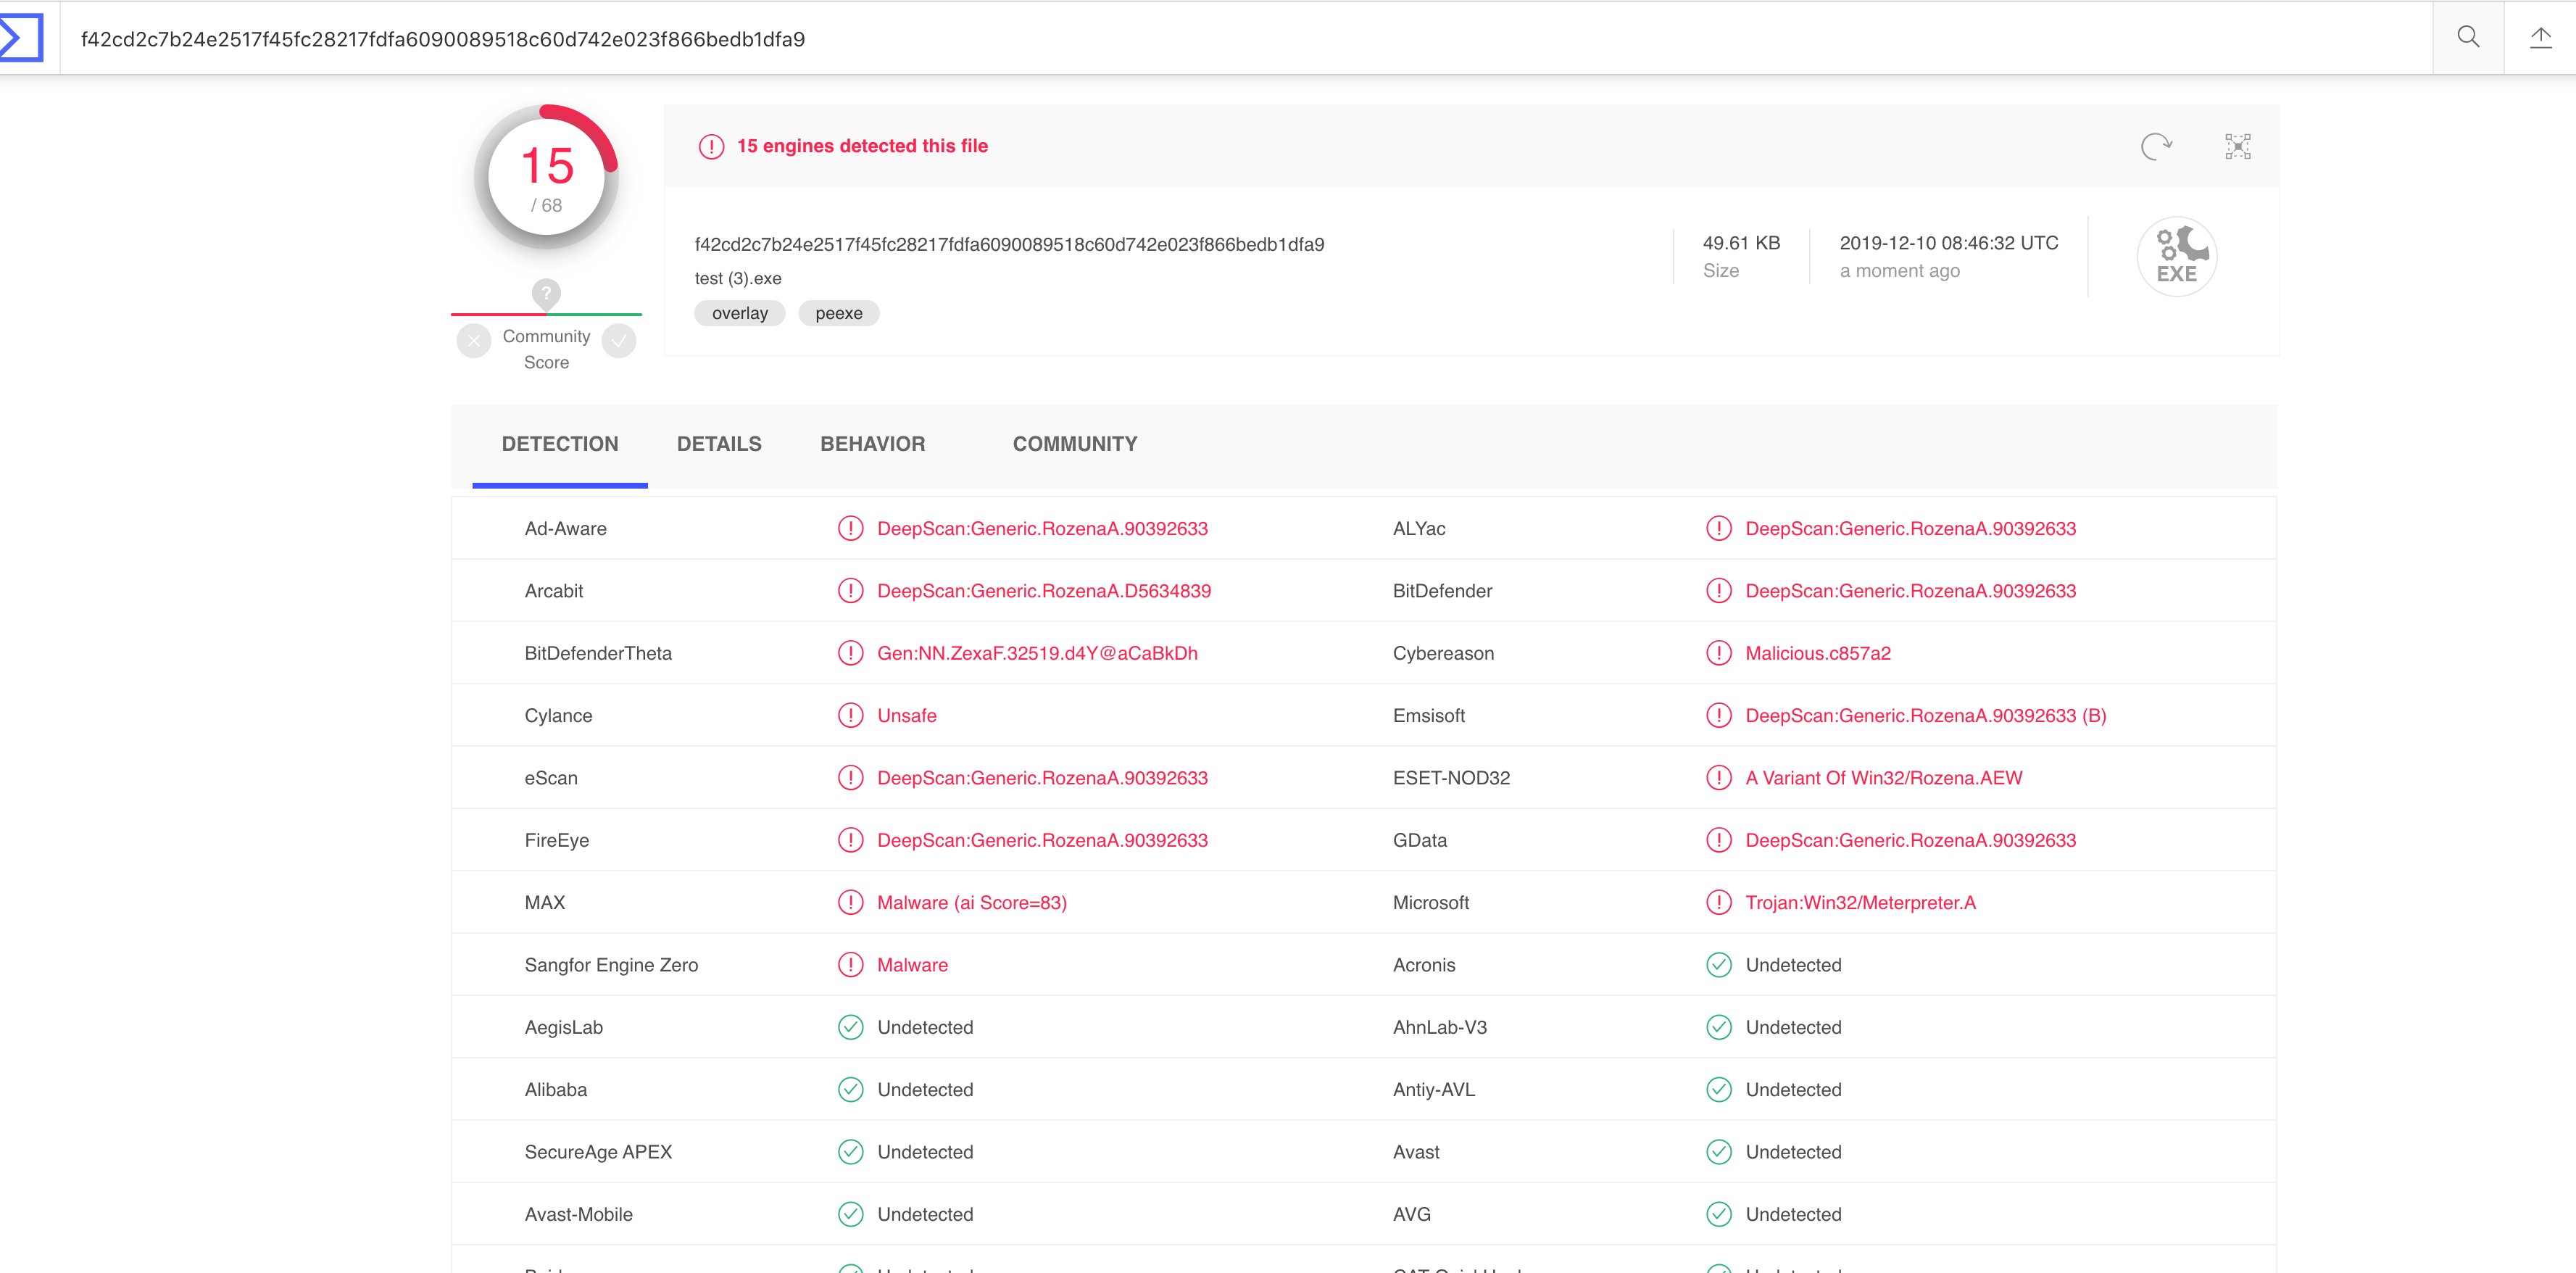 f42cd2c7b24e2517f45fc28217fdfa6090089518c60d742e023f866bedb1dfa9
15
/ 68
15 engines detected this file
f42cd2c7b24e2517f45fc28217fdfa6090089518c60d742e023f866bedb1dfa9
test (3).exe
overlay peexe
49.61 KB
Size
2019-12-10 08:46:32 UTC
a moment ago
EXE
?
Community
Score
DETECTION DETAILS BEHAVIOR COMMUNITY
Ad-Aware DeepScan:Generic.RozenaA.90392633 ALYac DeepScan:Generic.RozenaA.90392633
Arcabit DeepScan:Generic.RozenaA.D5634839 BitDefender DeepScan:Generic.RozenaA.90392633
BitDefenderTheta Gen:NN.ZexaF.32519.d4Y@aCaBkDh Cybereason Malicious.c857a2
Cylance Unsafe Emsisoft DeepScan:Generic.RozenaA.90392633 (B)
eScan DeepScan:Generic.RozenaA.90392633 ESET-NOD32 A Variant Of Win32/Rozena.AEW
FireEye DeepScan:Generic.RozenaA.90392633 GData DeepScan:Generic.RozenaA.90392633
MAX Malware (ai Score=83) Microsoft Trojan:Win32/Meterpreter.A
Sangfor Engine Zero Malware Acronis Undetected
AegisLab Undetected AhnLab-V3 Undetected
Alibaba Undetected Antiy-AVL Undetected
SecureAge APEX Undetected Avast Undetected
Avast-Mobile Undetected AVG Undetected